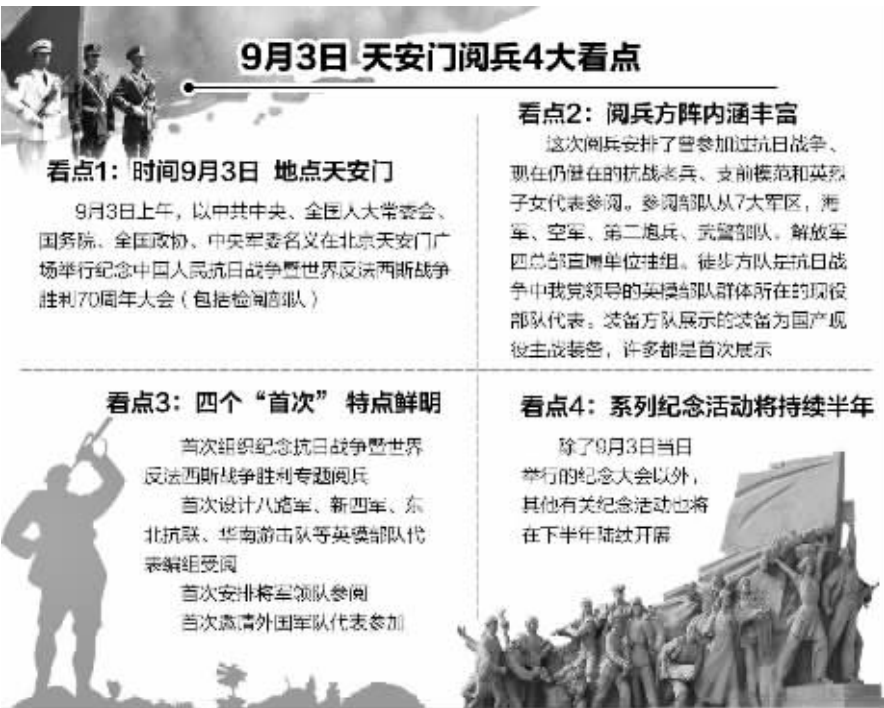 9月3日 天安门阅兵4大看点
看点1：时间9月3日 地点天安门
9月3日上午，以中共中央、全国人大常委会、
国务院、全国政协、中央军委名义在北京天安门广
场举行纪念中国人民抗日战争暨世界反法西斯战争
胜利70周年大会（包括检阅部队）
看点2：阅兵方阵内涵丰富
这次阅兵安排了曾参加过抗日战争、
现在仍健在的抗战老兵、支前模范和英烈
子女代表参阅。参阅部队从7大军区，海
军、空军、第二炮兵、武警部队、解放军
四总部直属单位抽组。徒步方队是抗日战
争中我党领导的英模部队群体所在的现役
部队代表。装备方队展示的装备为国产现
役主战装备，许多都是首次展示
看点3：四个“首次” 特点鲜明
首次组织纪念抗日战争暨世界
反法西斯战争胜利专题阅兵
首次设计八路军、新四军、东
北抗联、华南游击队等英模部队代
表编组受阅
首次安排将军领队参阅
首次邀请外国军队代表参加
看点4：系列纪念活动将持续半年
除了9月3日当日
举行的纪念大会以外，
其他有关纪念活动也将
在下半年陆续开展